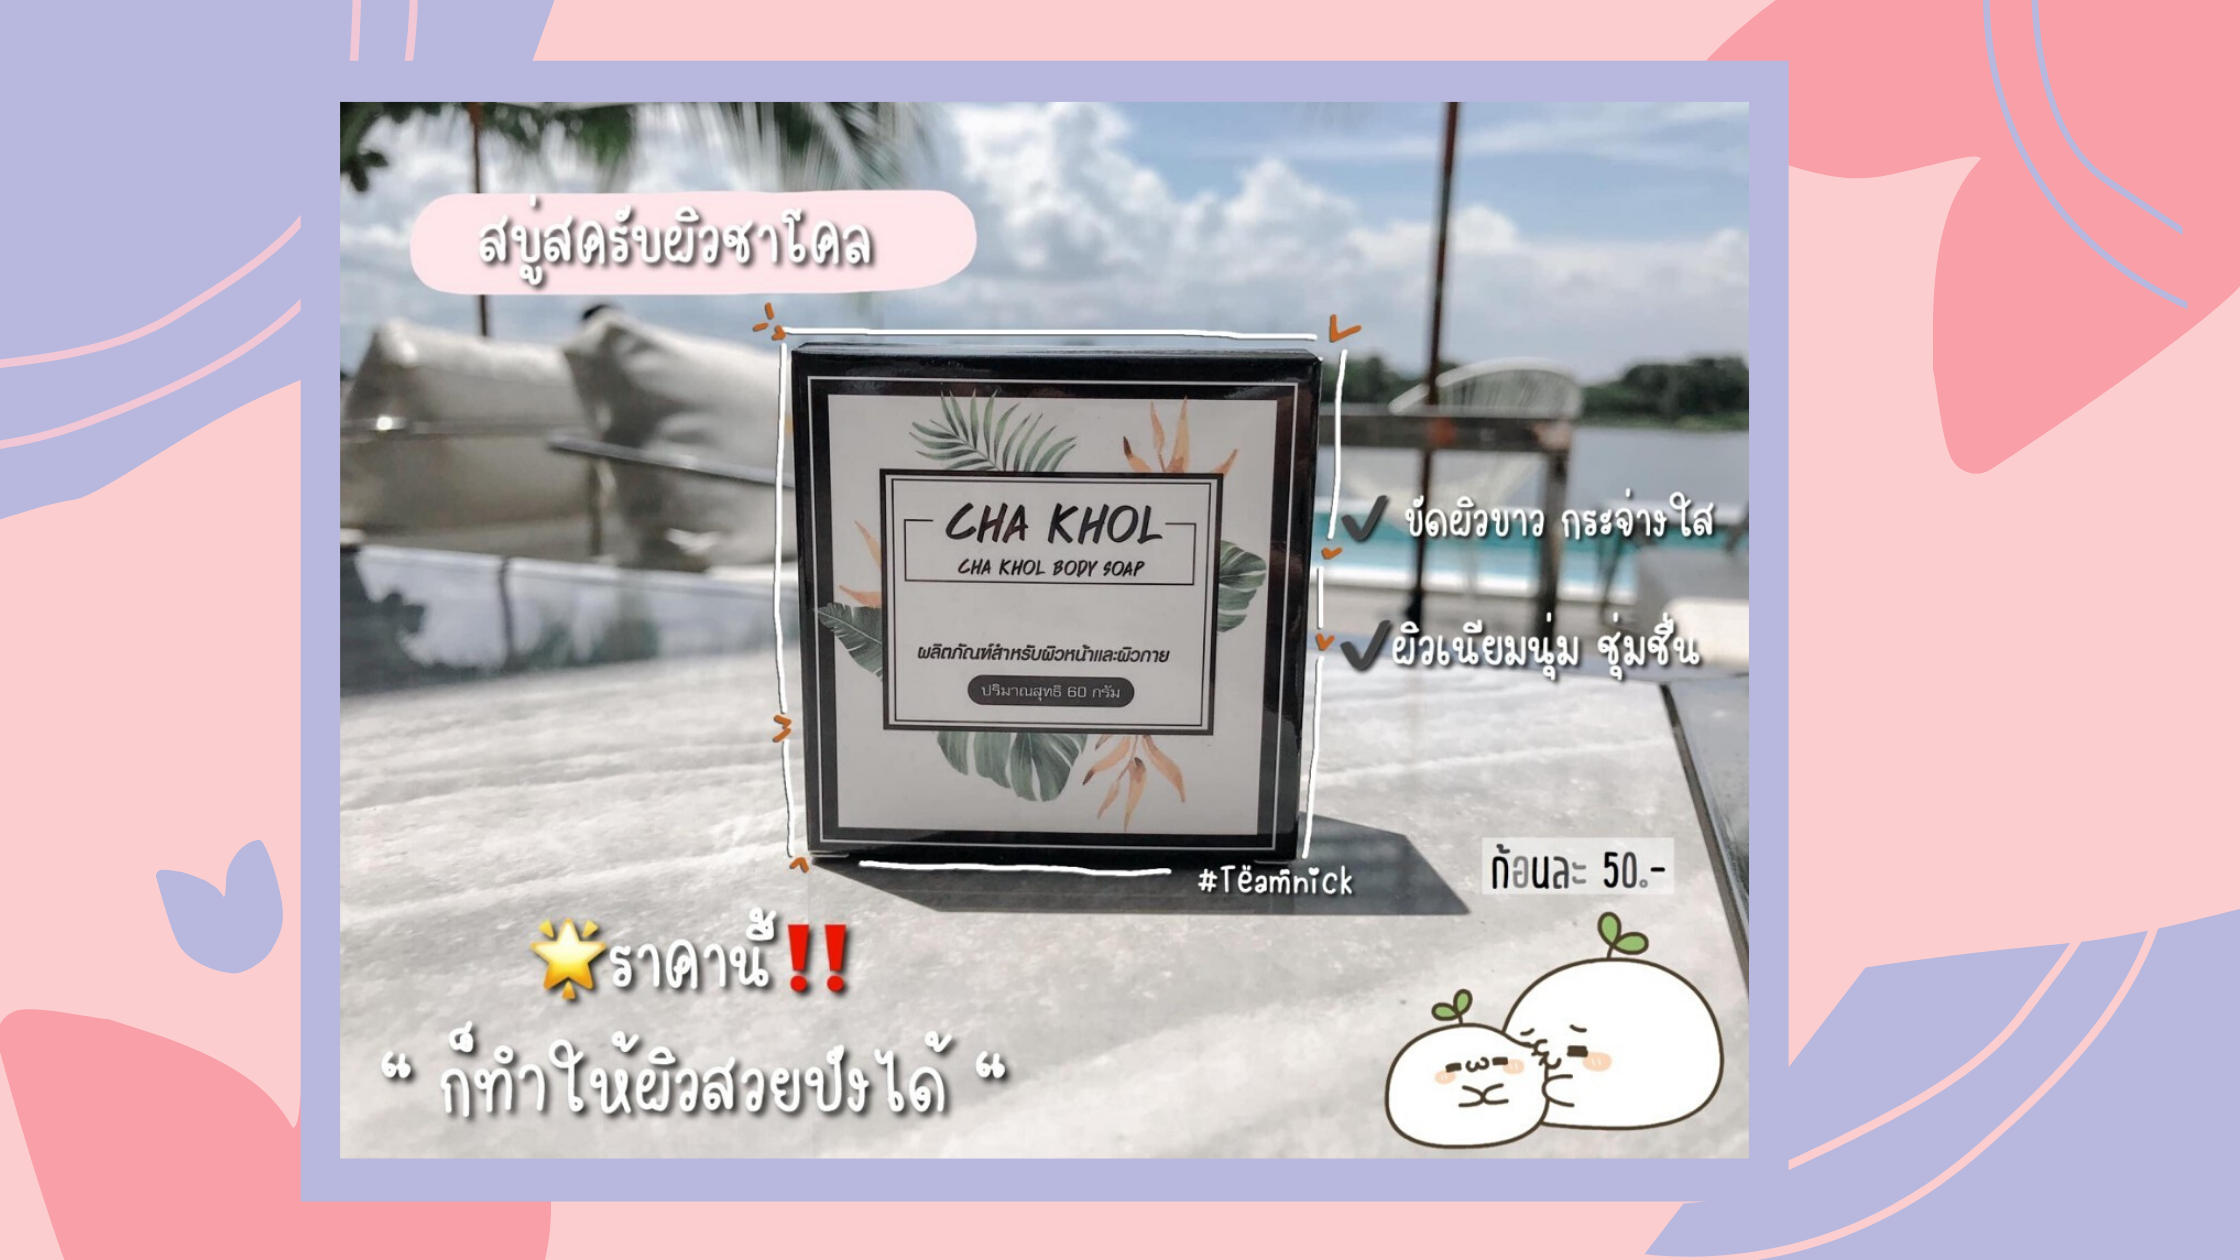 สบู่สครับผิวชาโคล
CHA KHOL
CHA KHOL BODY SOAP
ผลิตภัณฑ์สำหรับผิวหน้าและผิวกาย
ปริมาณสุทธิ 60 กรัม
✔ ขัดผิวขาว กระจ่างใส
✔ ผิวเนียมนุ่ม ชุ่มชื่น
#Teamnick
ก้อนละ 50.-
🌟ราคานี้‼️
“ ก็ทำให้ผิวสวยปังได้ “